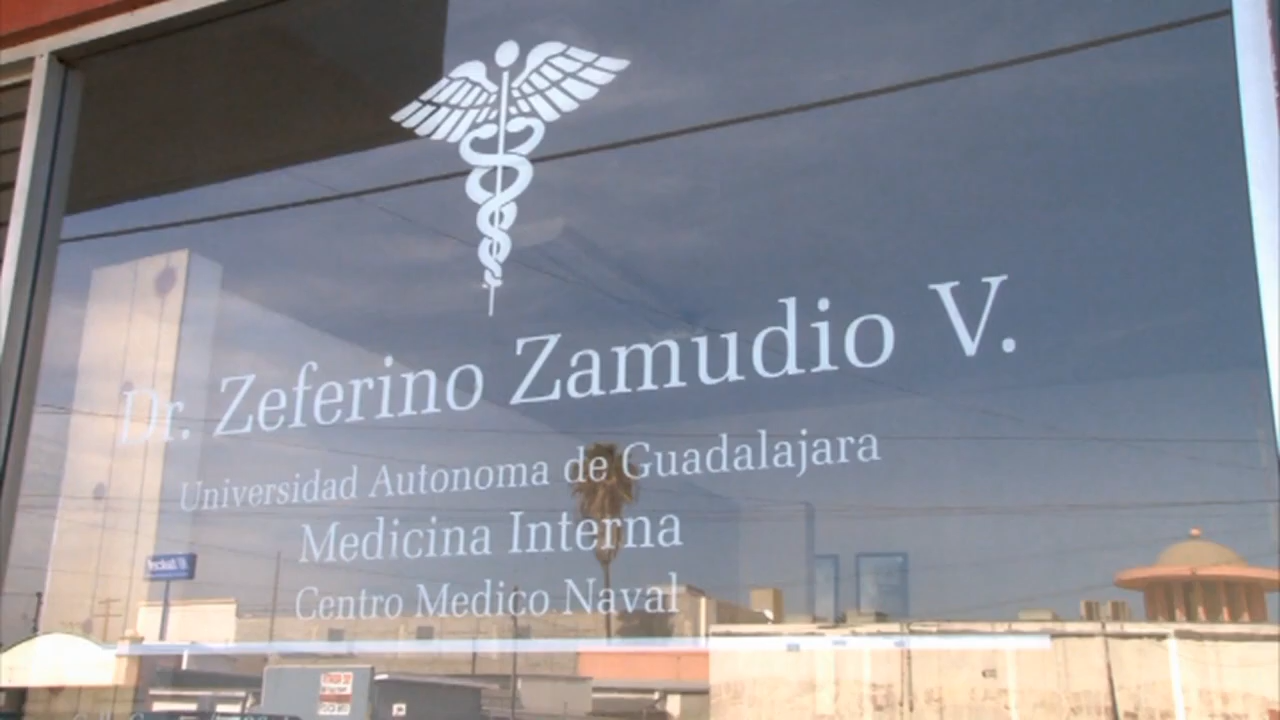 Dr. Zeferino Zamudio V.
Universidad Autonoma de Guadalajara
Medicina Interna
Centro Medico Naval